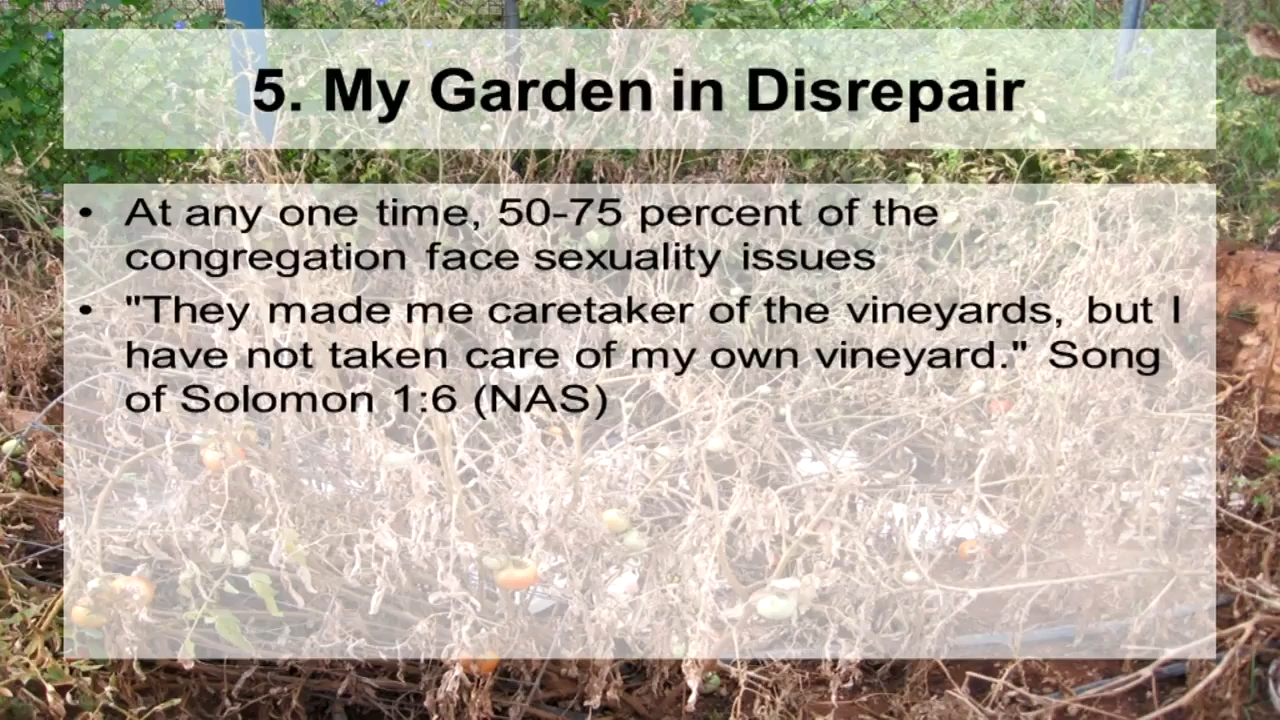 5. My Garden in Disrepair
• At any one time, 50-75 percent of the
congregation face sexuality issues
• "They made me caretaker of the vineyards, but I
have not taken care of my own vineyard." Song
of Solomon 1:6 (NAS)